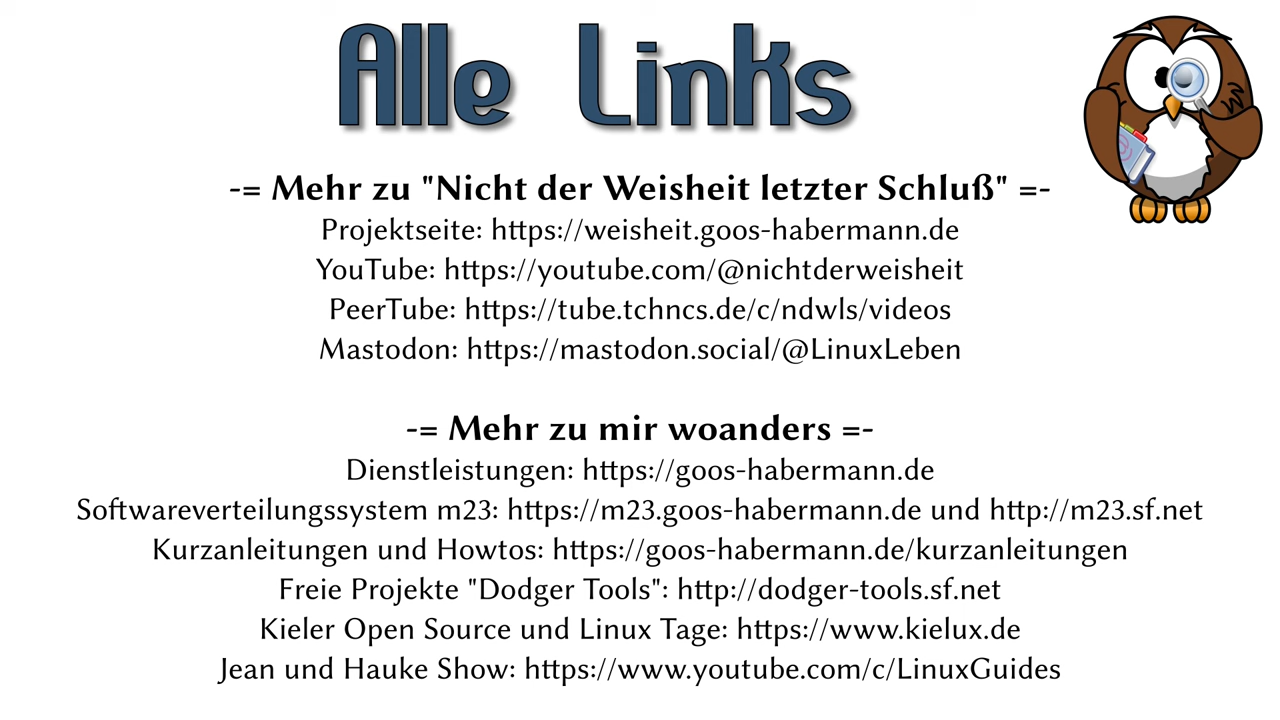 Alle Links
-= Mehr zu "Nicht der Weisheit letzter Schluß" =-
Projektseite: https://weisheit.goos-habermann.de
YouTube: https://youtube.com/@nichtderweisheit
PeerTube: https://tube.tchncs.de/c/ndwls/videos
Mastodon: https://mastodon.social/@LinuxLeben
-= Mehr zu mir woanders =-
Dienstleistungen: https://goos-habermann.de
Softwareverteilungssystem m23: https://m23.goos-habermann.de und http://m23.sf.net
Kurzanleitungen und Howtos: https://goos-habermann.de/kurzanleitungen
Freie Projekte "Dodger Tools": http://dodger-tools.sf.net
Kieler Open Source und Linux Tage: https://www.kielux.de
Jean und Hauke Show: https://www.youtube.com/c/LinuxGuides